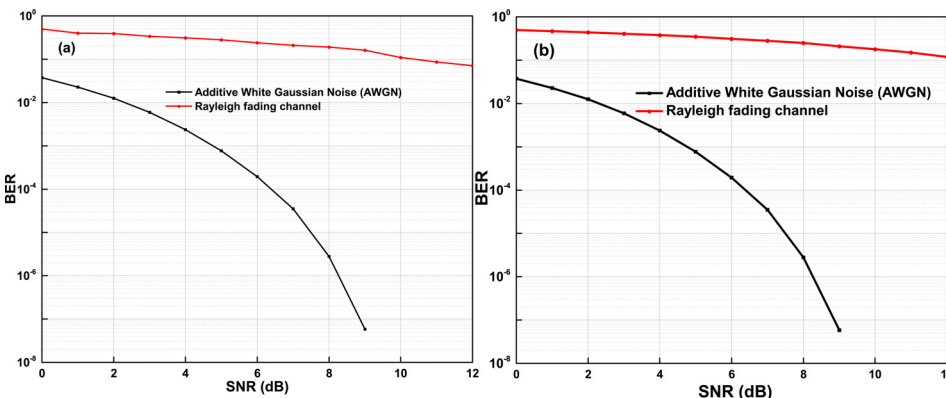 10^0
(a)
Additive White Gaussian Noise (AWGN)
Rayleigh fading channel
10^-2
BER
10^-4
10^-6
10^-8
0 2 4 6 8 10 12
SNR (dB)
10^0
(b)
Additive White Gaussian Noise (AWGN)
Rayleigh fading channel
10^-2
BER
10^-4
10^-6
10^-8
0 2 4 6 8 10
SNR (dB)